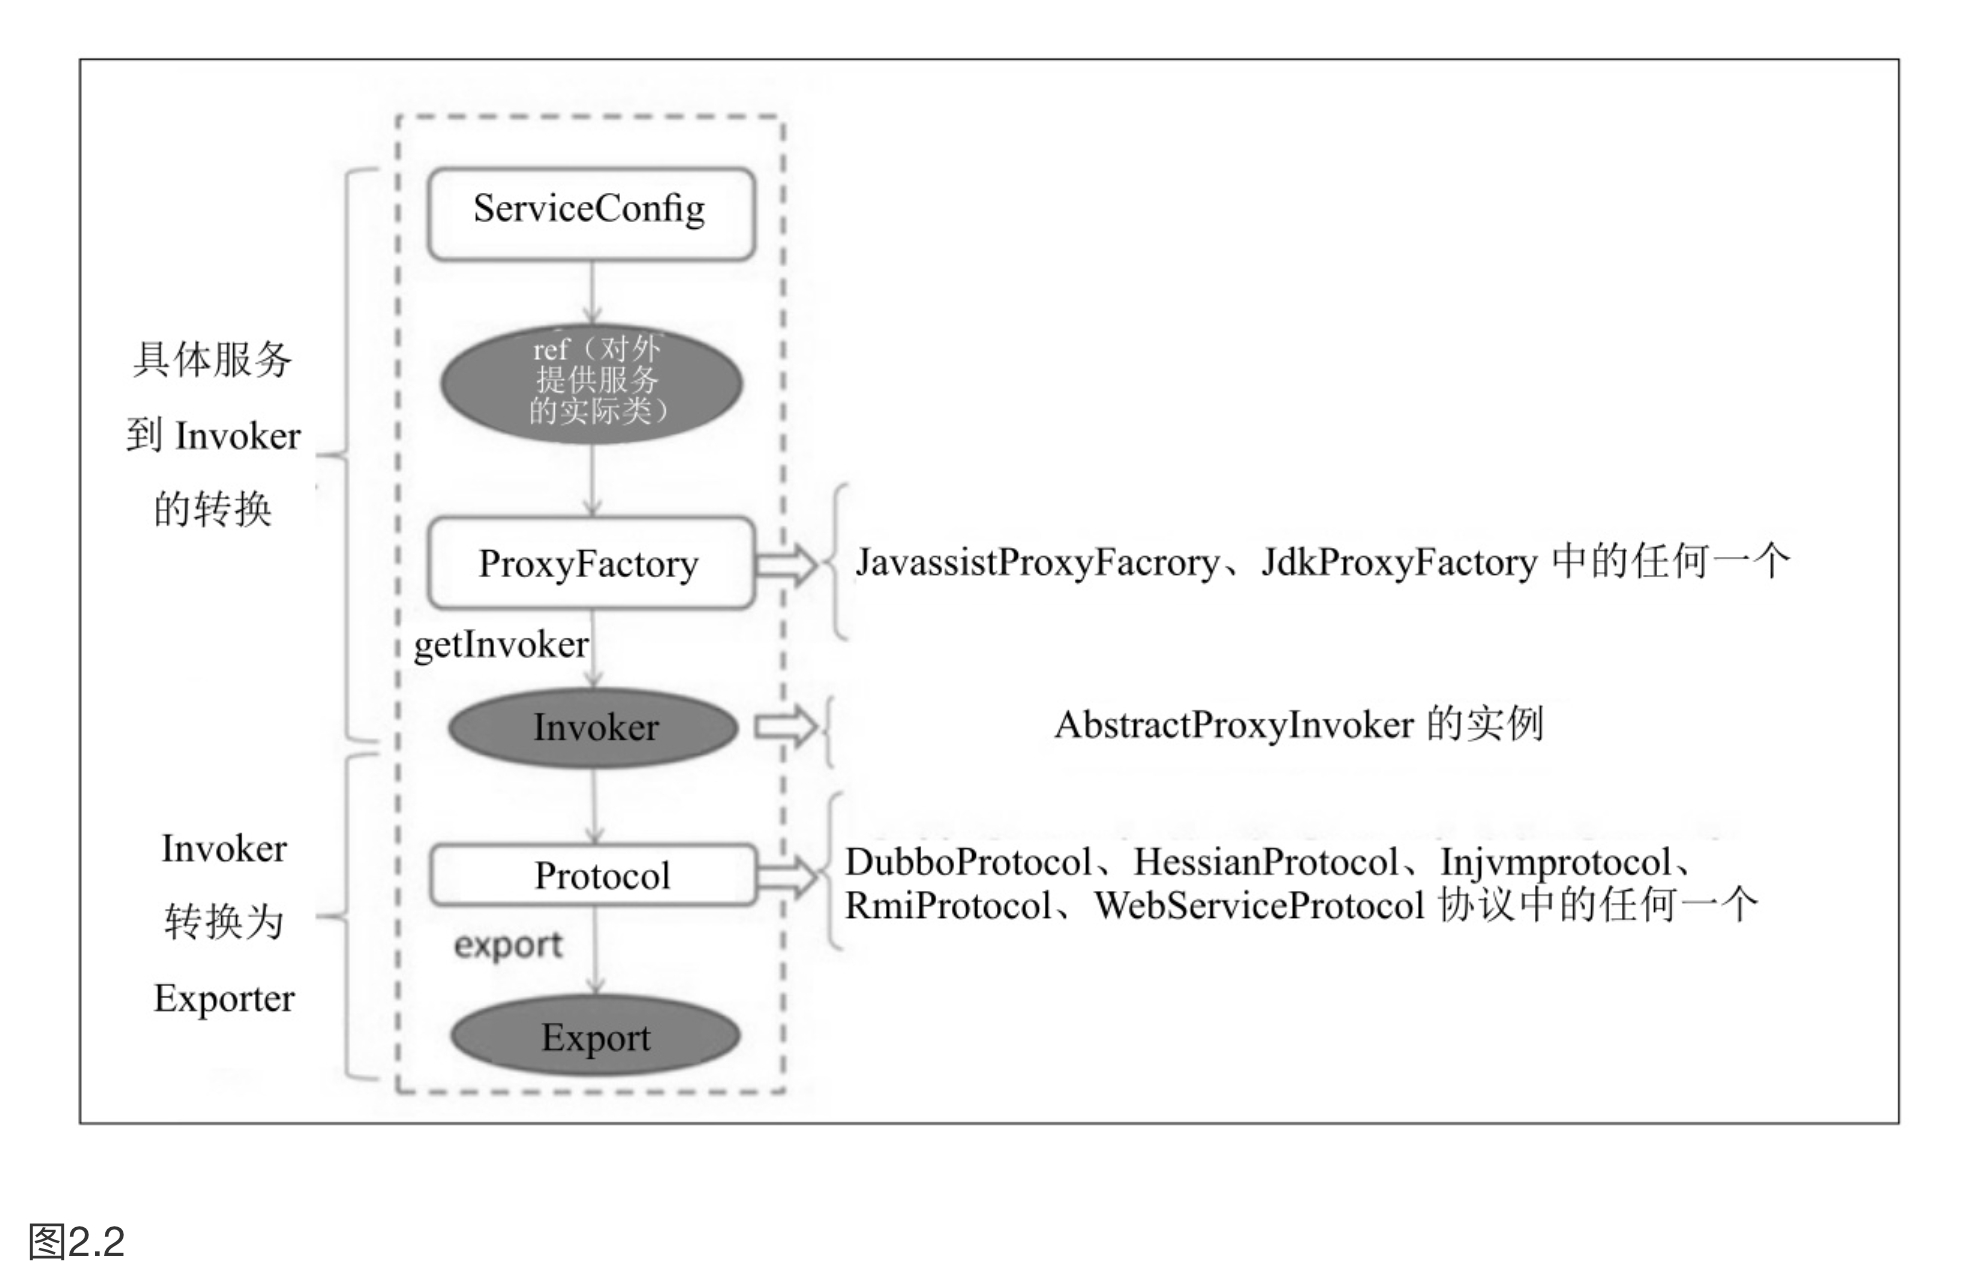 ServiceConfig
ref（对外
提供服务
的实际类）
具体服务
到 Invoker
的转换
ProxyFactory
JavassistProxyFacrory、JdkProxyFactory 中的任何一个
getInvoker
Invoker
AbstractProxyInvoker 的实例
Invoker
转换为
Exporter
Protocol
DubboProtocol、HessianProtocol、Injvmprotocol、
RmiProtocol、WebServiceProtocol 协议中的任何一个
export
Export
图2.2